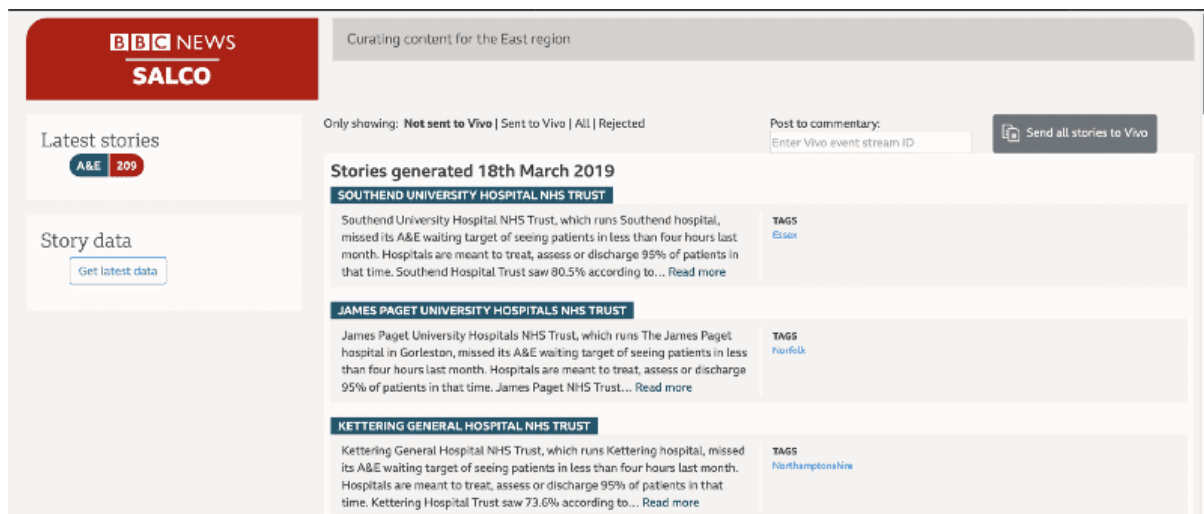 BBC NEWS
SALCO
Curating content for the East region
Latest stories
A&E 209
Story data
Get latest data
Only showing: Not sent to Vivo | Sent to Vivo | All | Rejected
Post to commentary:
Enter Vivo event stream ID
Send all stories to Vivo
Stories generated 18th March 2019
SOUTHEND UNIVERSITY HOSPITAL NHS TRUST
Southend University Hospital NHS Trust, which runs Southend hospital,
missed its A&E waiting target of seeing patients in less than four hours last
month. Hospitals are meant to treat, assess or discharge 95% of patients in
that time. Southend Hospital Trust saw 80.5% according to... Read more
TAGS
Essex
JAMES PAGET UNIVERSITY HOSPITALS NHS TRUST
James Paget University Hospitals NHS Trust, which runs The James Paget
hospital in Gorleston, missed its A&E waiting target of seeing patients in less
than four hours last month. Hospitals are meant to treat, assess or discharge
95% of patients in that time. James Paget NHS Trust... Read more
TAGS
Norfolk
KETTERING GENERAL HOSPITAL NHS TRUST
Kettering General Hospital NHS Trust, which runs Kettering hospital, missed
its A&E waiting target of seeing patients in less than four hours last month.
Hospitals are meant to treat, assess or discharge 95% of patients in that
time. Kettering Hospital Trust saw 73.6% according to... Read more
TAGS
Northamptonshire